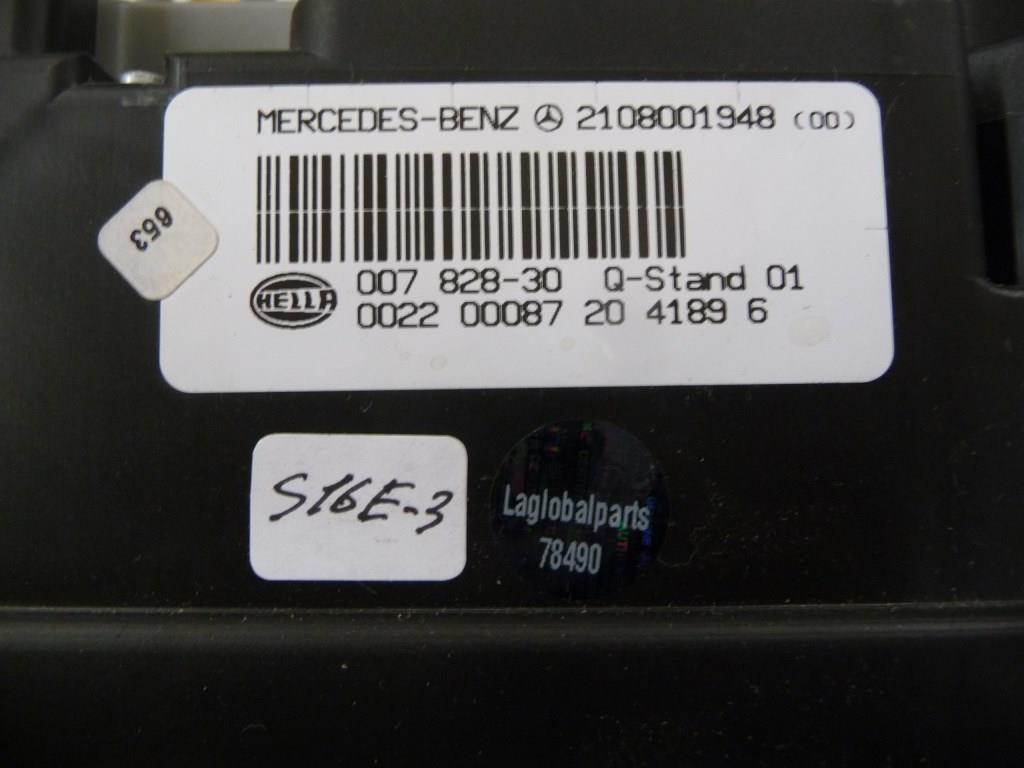 MERCEDES-BENZ 2108001948 (00)
653
HELLA
007 828-30 Q-Stand 01
0022 00087 20 4189 6
S16E-3
Laglobalparts
78490